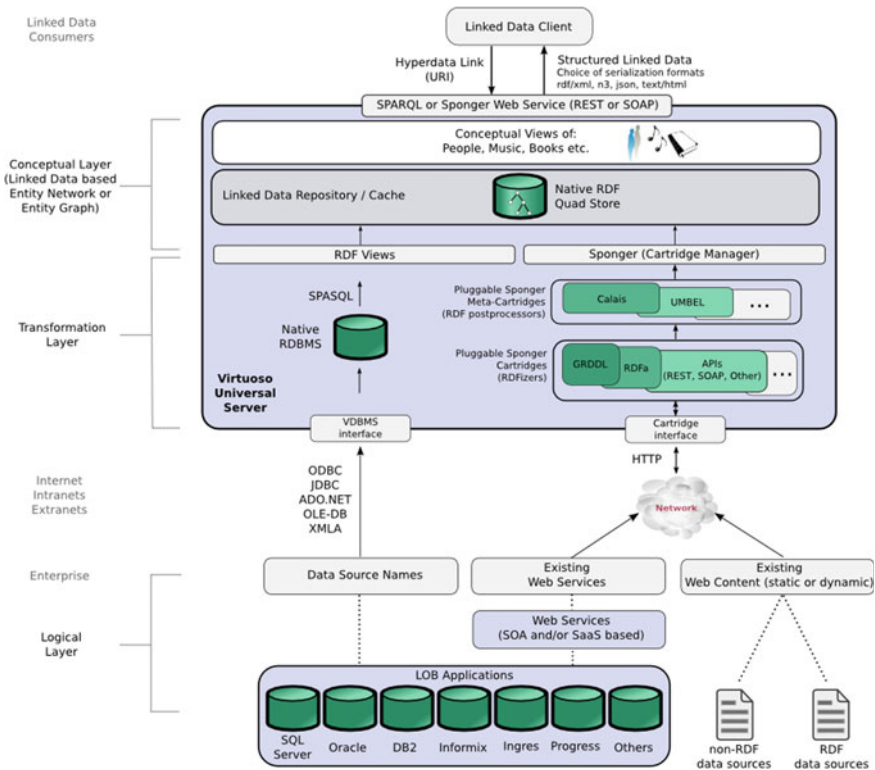 Linked Data
Consumers
Linked Data Client
Hyperdata Link
(URI)
Structured Linked Data
Choice of serialization formats
rdf/xml, n3, json, text/html
SPARQL or Sponger Web Service (REST or SOAP)
Conceptual Views of:
People, Music, Books etc.
Conceptual Layer
(Linked Data based
Entity Network or
Entity Graph)
Linked Data Repository / Cache
Native RDF
Quad Store
RDF Views
Sponger (Cartridge Manager)
SPASQL
Pluggable Sponger
Meta-Cartridges
(RDF postprocessors)
Calais
UMBEL
...
Transformation
Layer
Native
RDBMS
Pluggable Sponger
Cartridges
(RDFizers)
GRDDL
RDFa
APIs
(REST, SOAP, Other)
...
Virtuoso
Universal
Server
VDBMS
interface
Cartridge
interface
HTTP
Internet
Intranets
Extranets
ODBC
JDBC
ADO.NET
OLE-DB
XMLA
Network
Enterprise
Data Source Names
Existing
Web Services
Existing
Web Content (static or dynamic)
Logical
Layer
Web Services
(SOA and/or SaaS based)
LOB Applications
SQL
Server
Oracle
DB2
Informix
Ingres
Progress
Others
non-RDF
data sources
RDF
data sources